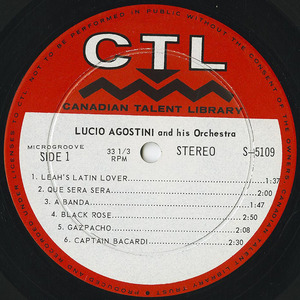 CTL
CANADIAN TALENT LIBRARY
LUCIO AGOSTINI and his Orchestra
MICROGROOVE
SIDE 1
33 1/3
RPM
STEREO
S-5109
1. LEAH'S LATIN LOVER 1:37
2. QUE SERA SERA 2:30
3. A BANDA 1:47
4. BLACK ROSE 2:50
5. GAZPACHO 2:08
6. CAPTAIN BACARDI 2:30